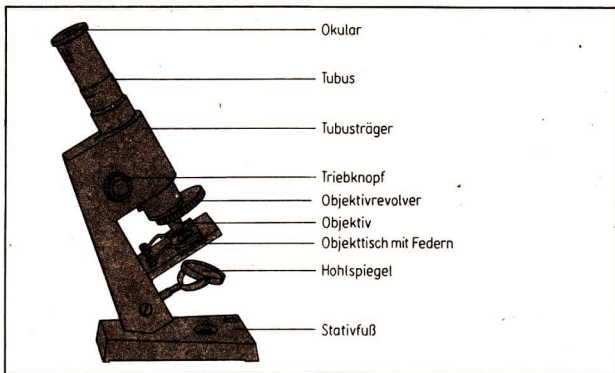 Okular
Tubus
Tubusträger
Triebknopf
Objektivrevolver
Objektiv
Objekttisch mit Federn
Hohlspiegel
Stativfuß